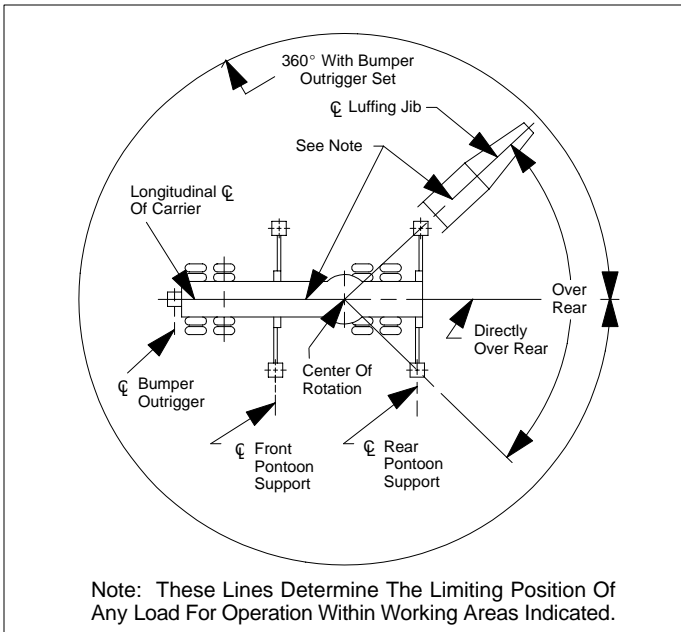 360° With Bumper
Outrigger Set
℄ Luffing Jib
See Note
Longitudinal ℄
Of Carrier
Over
Rear
Directly
Over Rear
Center Of
Rotation
℄ Bumper
Outrigger
℄ Front
Pontoon
Support
℄ Rear
Pontoon
Support
Note: These Lines Determine The Limiting Position Of
Any Load For Operation Within Working Areas Indicated.